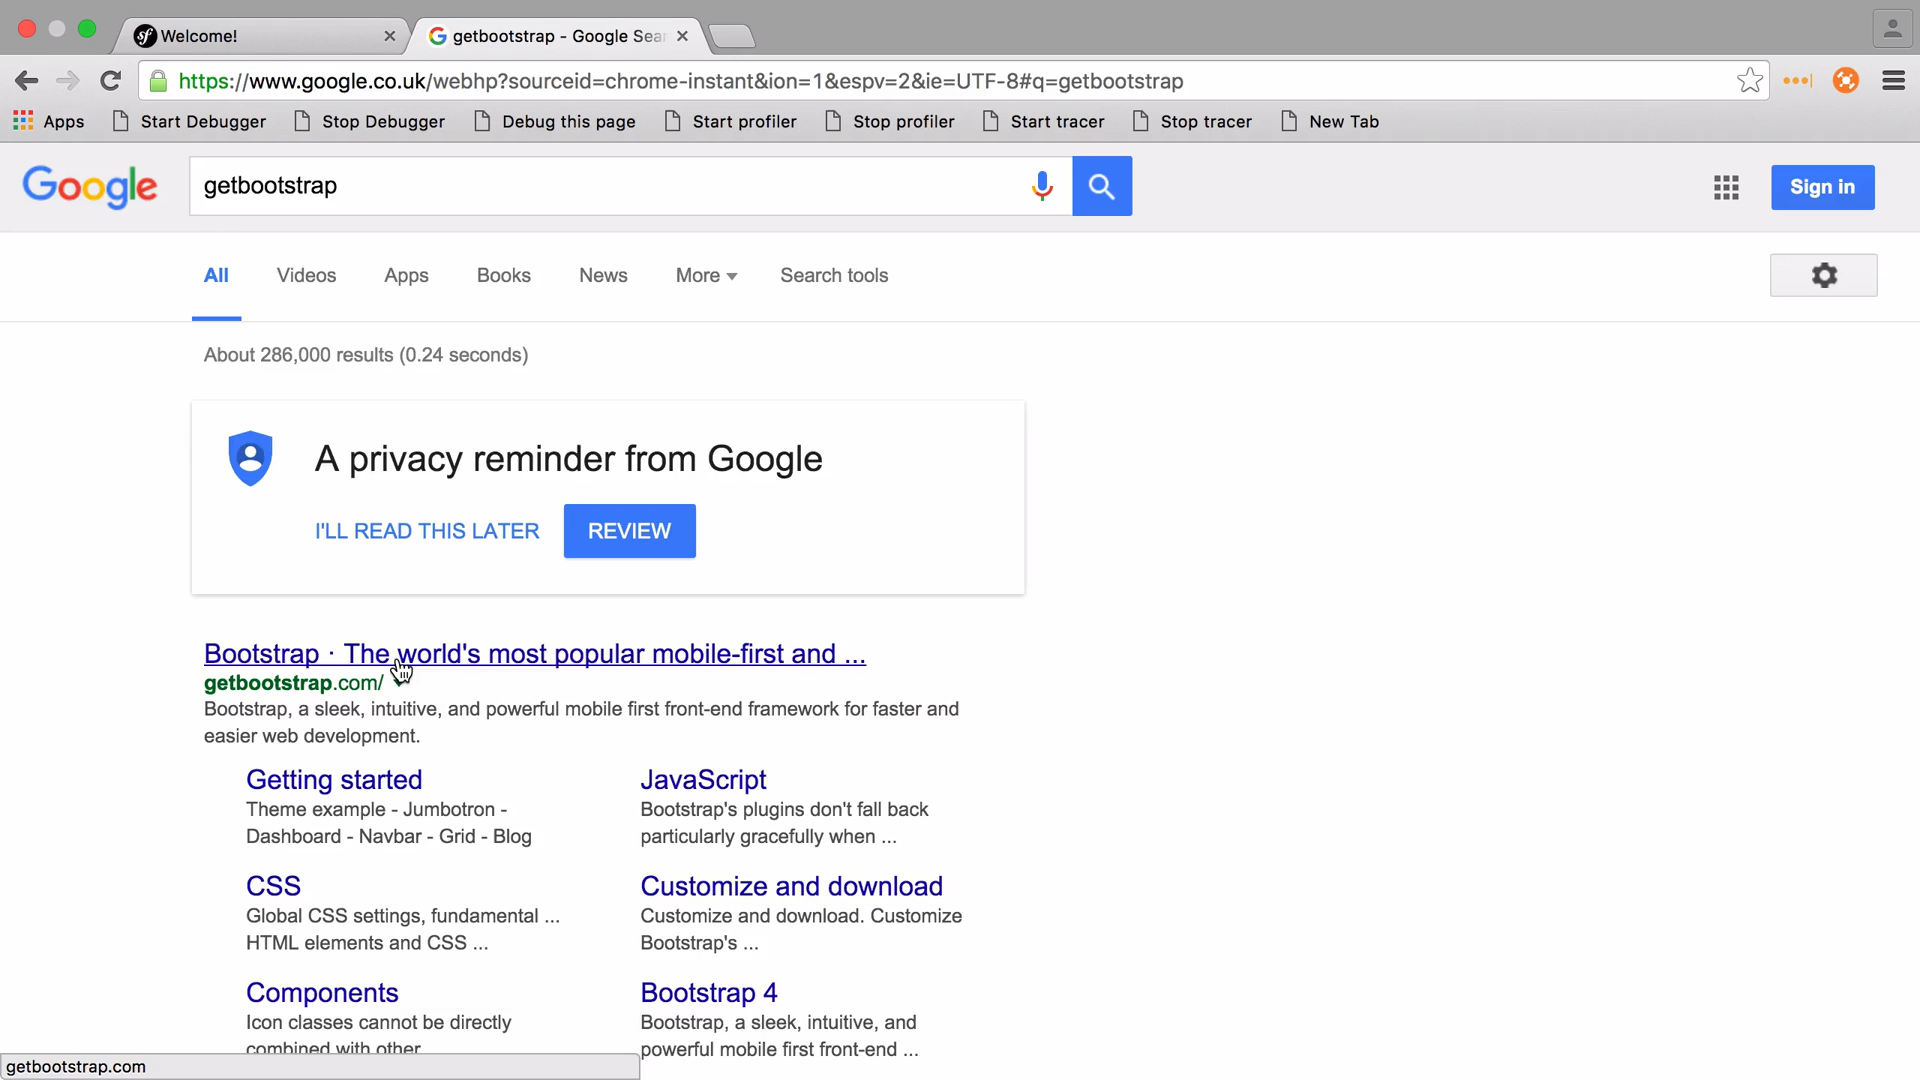 sf Welcome!
getbootstrap - Google Sear
https://www.google.co.uk/webhp?sourceid=chrome-instant&ion=1&espv=2&ie=UTF-8#q=getbootstrap
Apps Start Debugger Stop Debugger Debug this page Start profiler Stop profiler Start tracer Stop tracer New Tab
Google getbootstrap Sign in
All Videos Apps Books News More Search tools
About 286,000 results (0.24 seconds)
A privacy reminder from Google
I'LL READ THIS LATER REVIEW
Bootstrap · The world's most popular mobile-first and ...
getbootstrap.com/
Bootstrap, a sleek, intuitive, and powerful mobile first front-end framework for faster and
easier web development.
Getting started
Theme example - Jumbotron -
Dashboard - Navbar - Grid - Blog
JavaScript
Bootstrap's plugins don't fall back
particularly gracefully when ...
CSS
Global CSS settings, fundamental ...
HTML elements and CSS ...
Customize and download
Customize and download. Customize
Bootstrap's ...
Components
Icon classes cannot be directly
combined with other
Bootstrap 4
Bootstrap, a sleek, intuitive, and
powerful mobile first front-end ...
getbootstrap.com